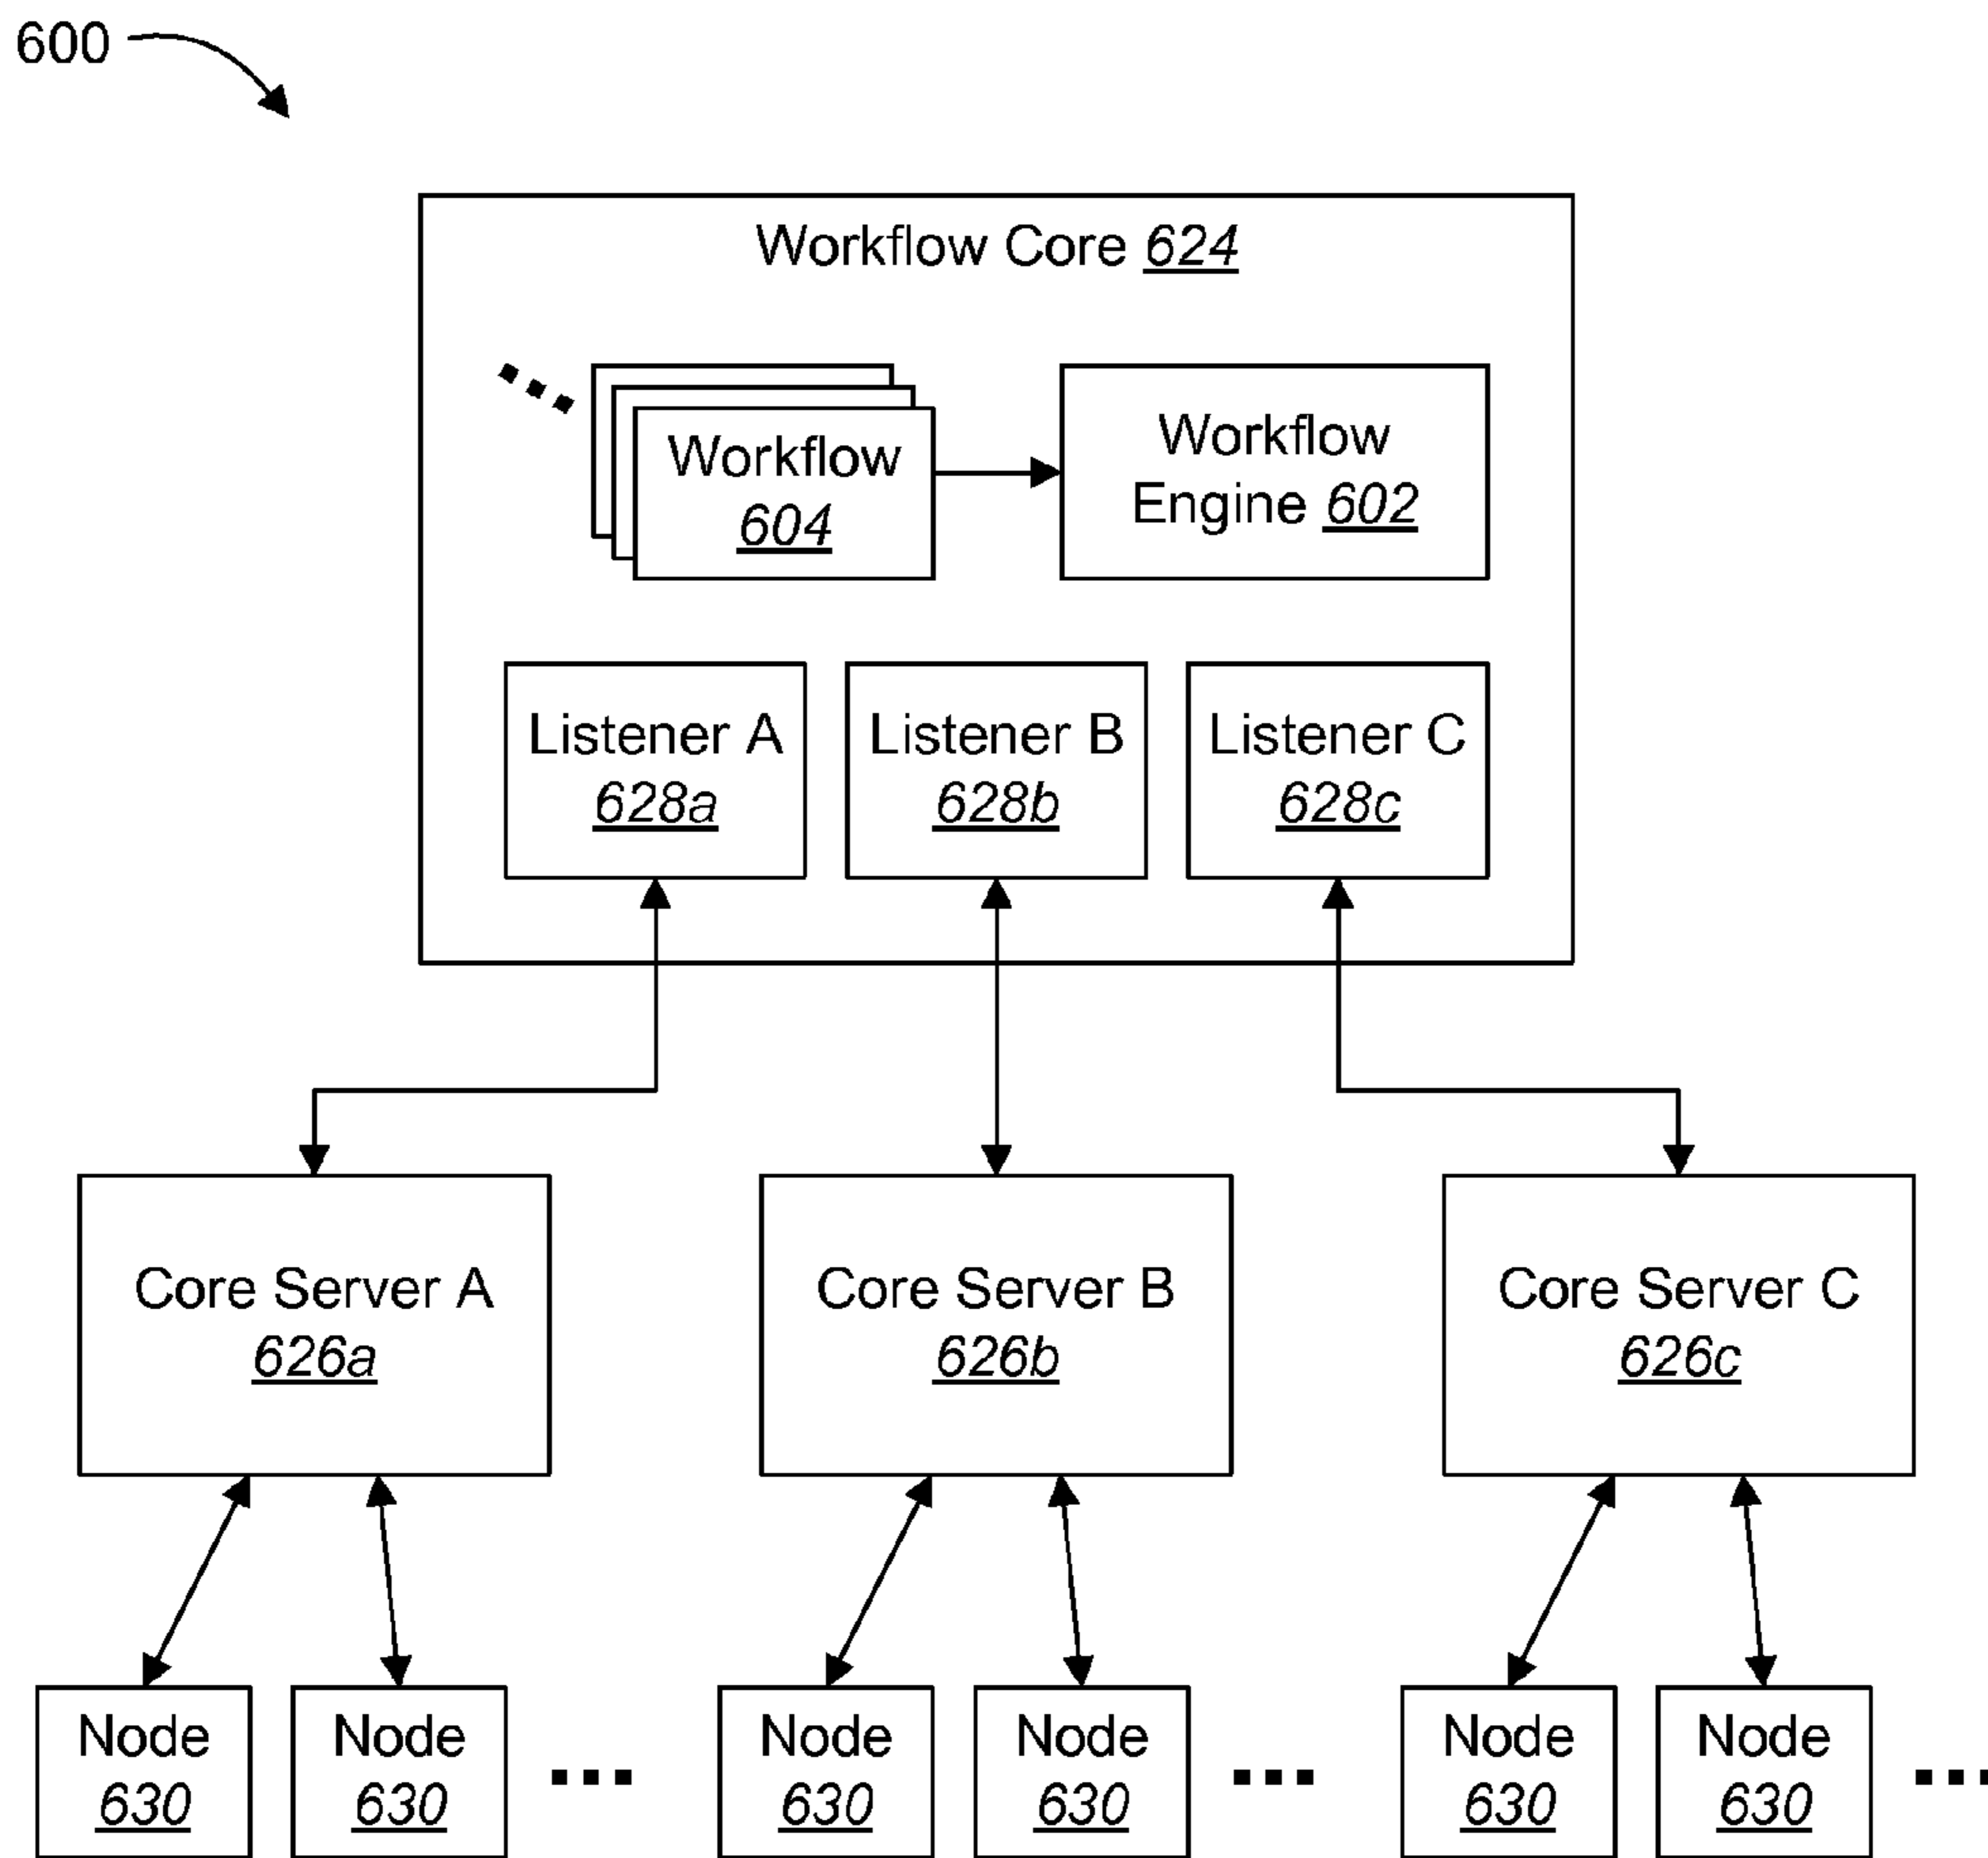 600
Workflow Core 624
Workflow
604
Workflow
Engine 602
Listener A
628a
Listener B
628b
Listener C
628c
Core Server A
626a
Core Server B
626b
Core Server C
626c
Node
630
Node
630
Node
630
Node
630
Node
630
Node
630